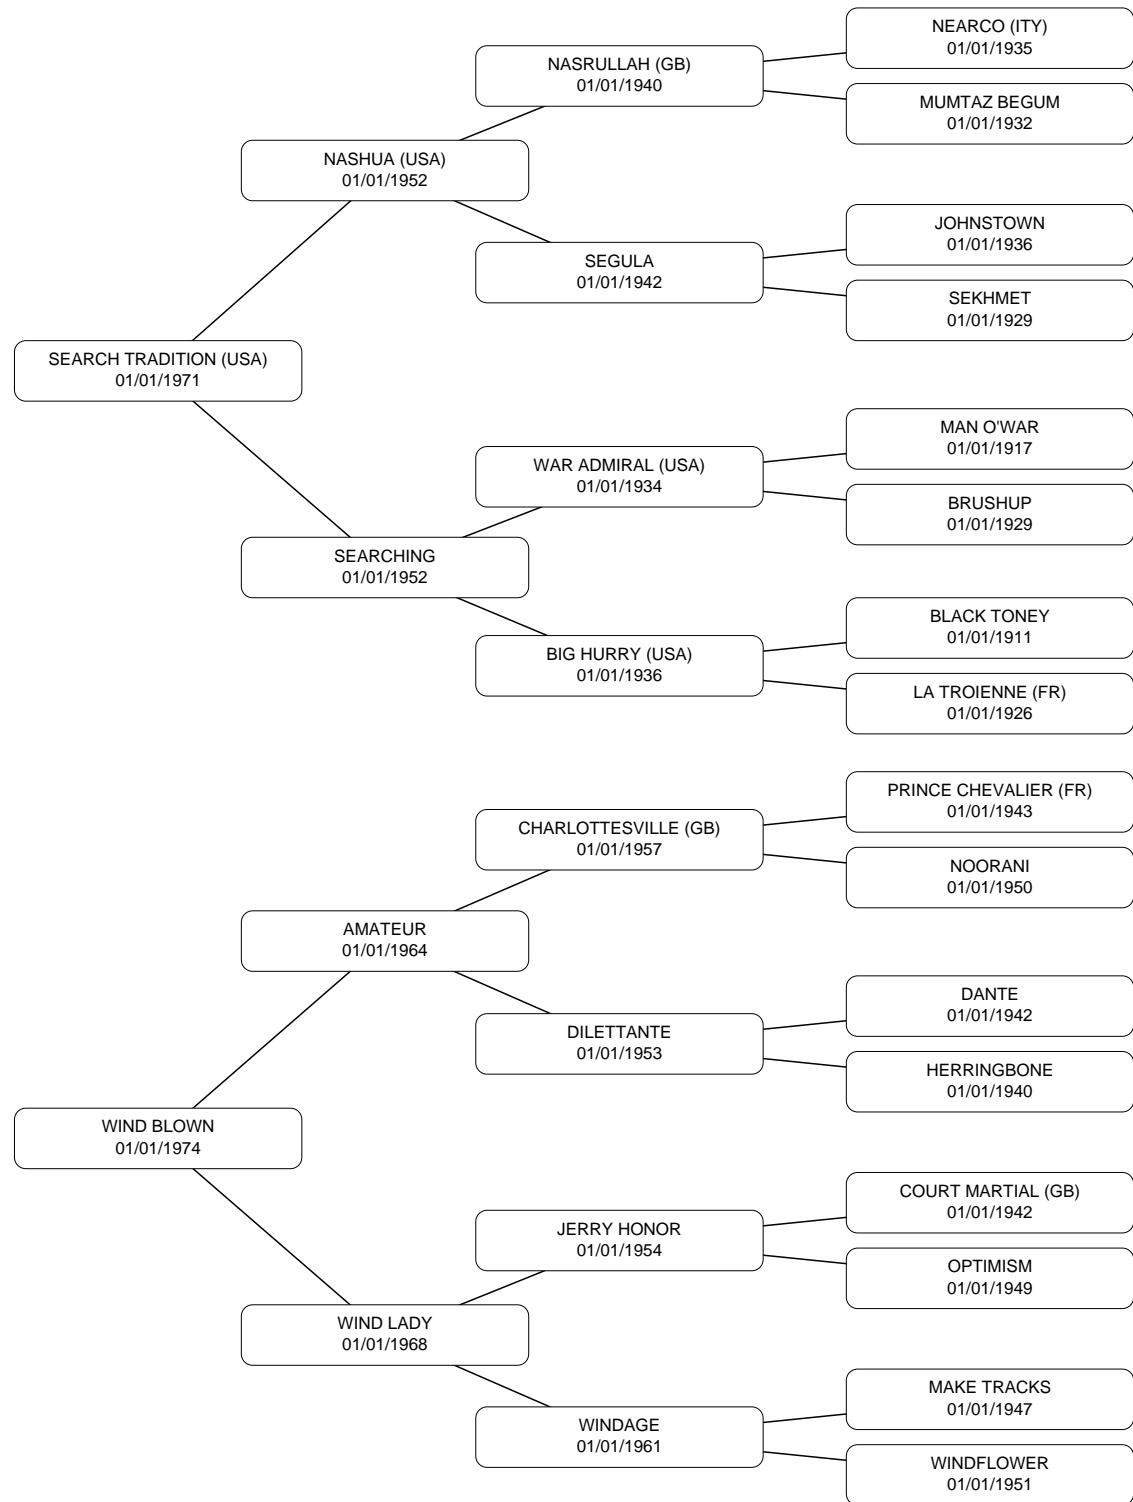 NEARCO (ITY)
01/01/1935
NASRULLAH (GB)
01/01/1940
MUMTAZ BEGUM
01/01/1932
NASHUA (USA)
01/01/1952
JOHNSTOWN
01/01/1936
SEGULA
01/01/1942
SEKHMET
01/01/1929
SEARCH TRADITION (USA)
01/01/1971
MAN O'WAR
01/01/1917
WAR ADMIRAL (USA)
01/01/1934
BRUSHUP
01/01/1929
SEARCHING
01/01/1952
BLACK TONEY
01/01/1911
BIG HURRY (USA)
01/01/1936
LA TROIENNE (FR)
01/01/1926
PRINCE CHEVALIER (FR)
01/01/1943
CHARLOTTESVILLE (GB)
01/01/1957
NOORANI
01/01/1950
AMATEUR
01/01/1964
DANTE
01/01/1942
DILETTANTE
01/01/1953
HERRINGBONE
01/01/1940
WIND BLOWN
01/01/1974
COURT MARTIAL (GB)
01/01/1942
JERRY HONOR
01/01/1954
OPTIMISM
01/01/1949
WIND LADY
01/01/1968
MAKE TRACKS
01/01/1947
WINDAGE
01/01/1961
WINDFLOWER
01/01/1951